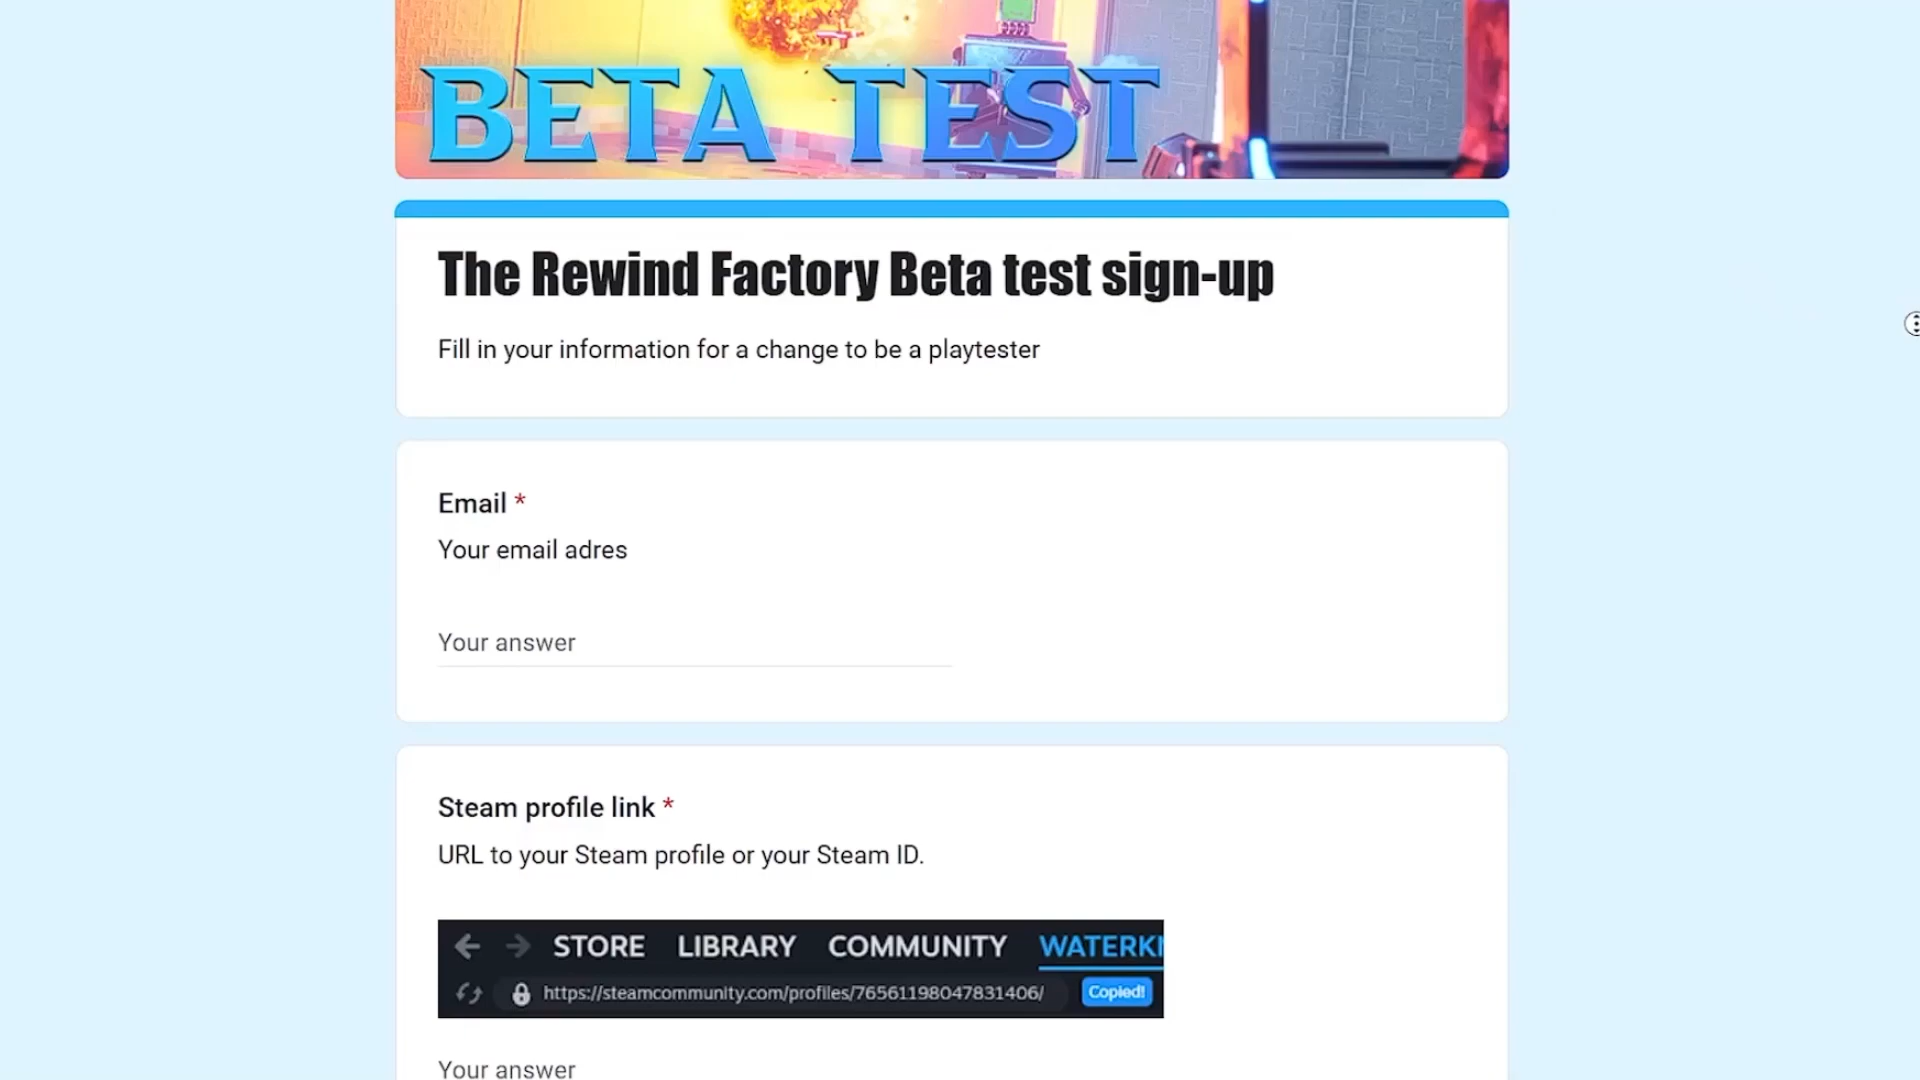 BETA TEST
The Rewind Factory Beta test sign-up
Fill in your information for a change to be a playtester
Email *
Your email adres
Your answer
Steam profile link *
URL to your Steam profile or your Steam ID.
STORE LIBRARY COMMUNITY
https://steamcommunity.com/profiles/76561198047831406/ Copied!
Your answer